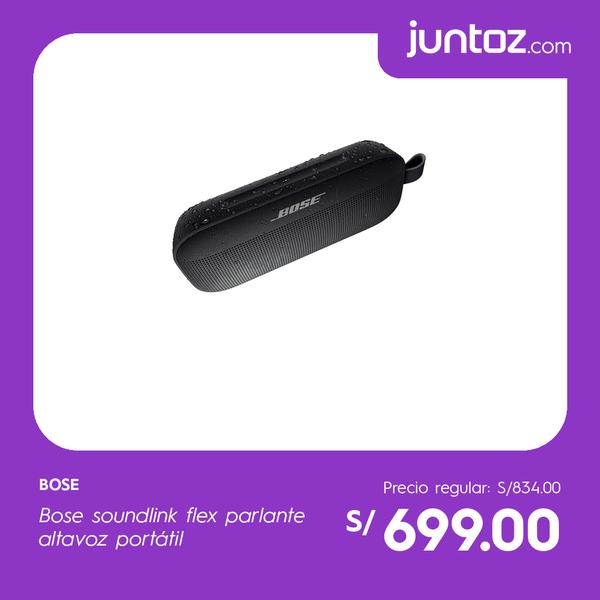 juntoz.com
BOSE
BOSE
Precio regular: S/834.00
Bose soundlink flex parlante
altavoz portátil
S/ 699.00